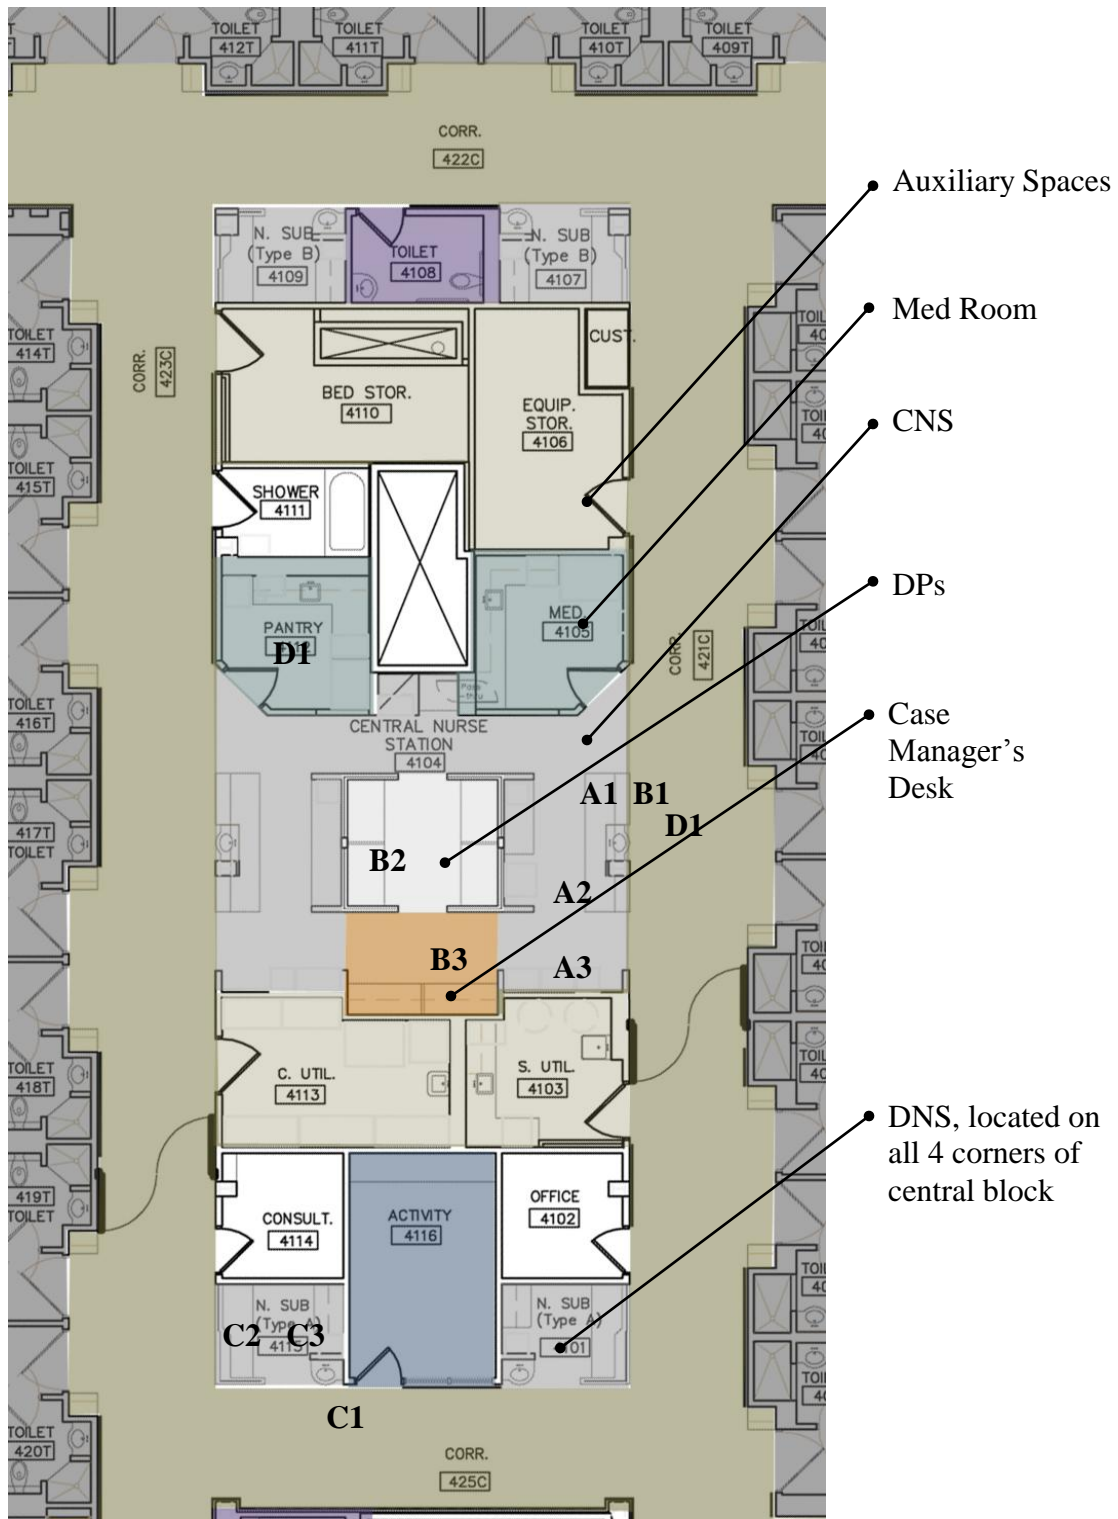 TOILET
412T
TOILET
411T
TOILET
410T
TOILET
409T
CORR.
422C
Auxiliary Spaces
N. SUB
(Type B)
4109
TOILET
4108
N. SUB
(Type B)
4107
Med Room
TOILET
414T
CORR.
423C
CUST.
BED STOR.
4110
EQUIP.
STOR.
4106
CNS
TOILET
415T
SHOWER
4111
DPs
PANTRY
4112
D1
MED.
4105
CORR.
421C
Pass
-thru
TOILET
416T
CENTRAL NURSE
STATION
4104
Case
Manager's
Desk
A1 B1
D1
417T
TOILET
B2
A2
B3
A3
TOILET
418T
C. UTIL.
4113
S. UTIL.
4103
DNS, located on
all 4 corners of
central block
419T
TOILET
CONSULT.
4114
ACTIVITY
4116
OFFICE
4102
N. SUB
(Type A)
4115
C2 C3
N. SUB
(Type A)
4101
C1
TOILET
420T
CORR.
425C